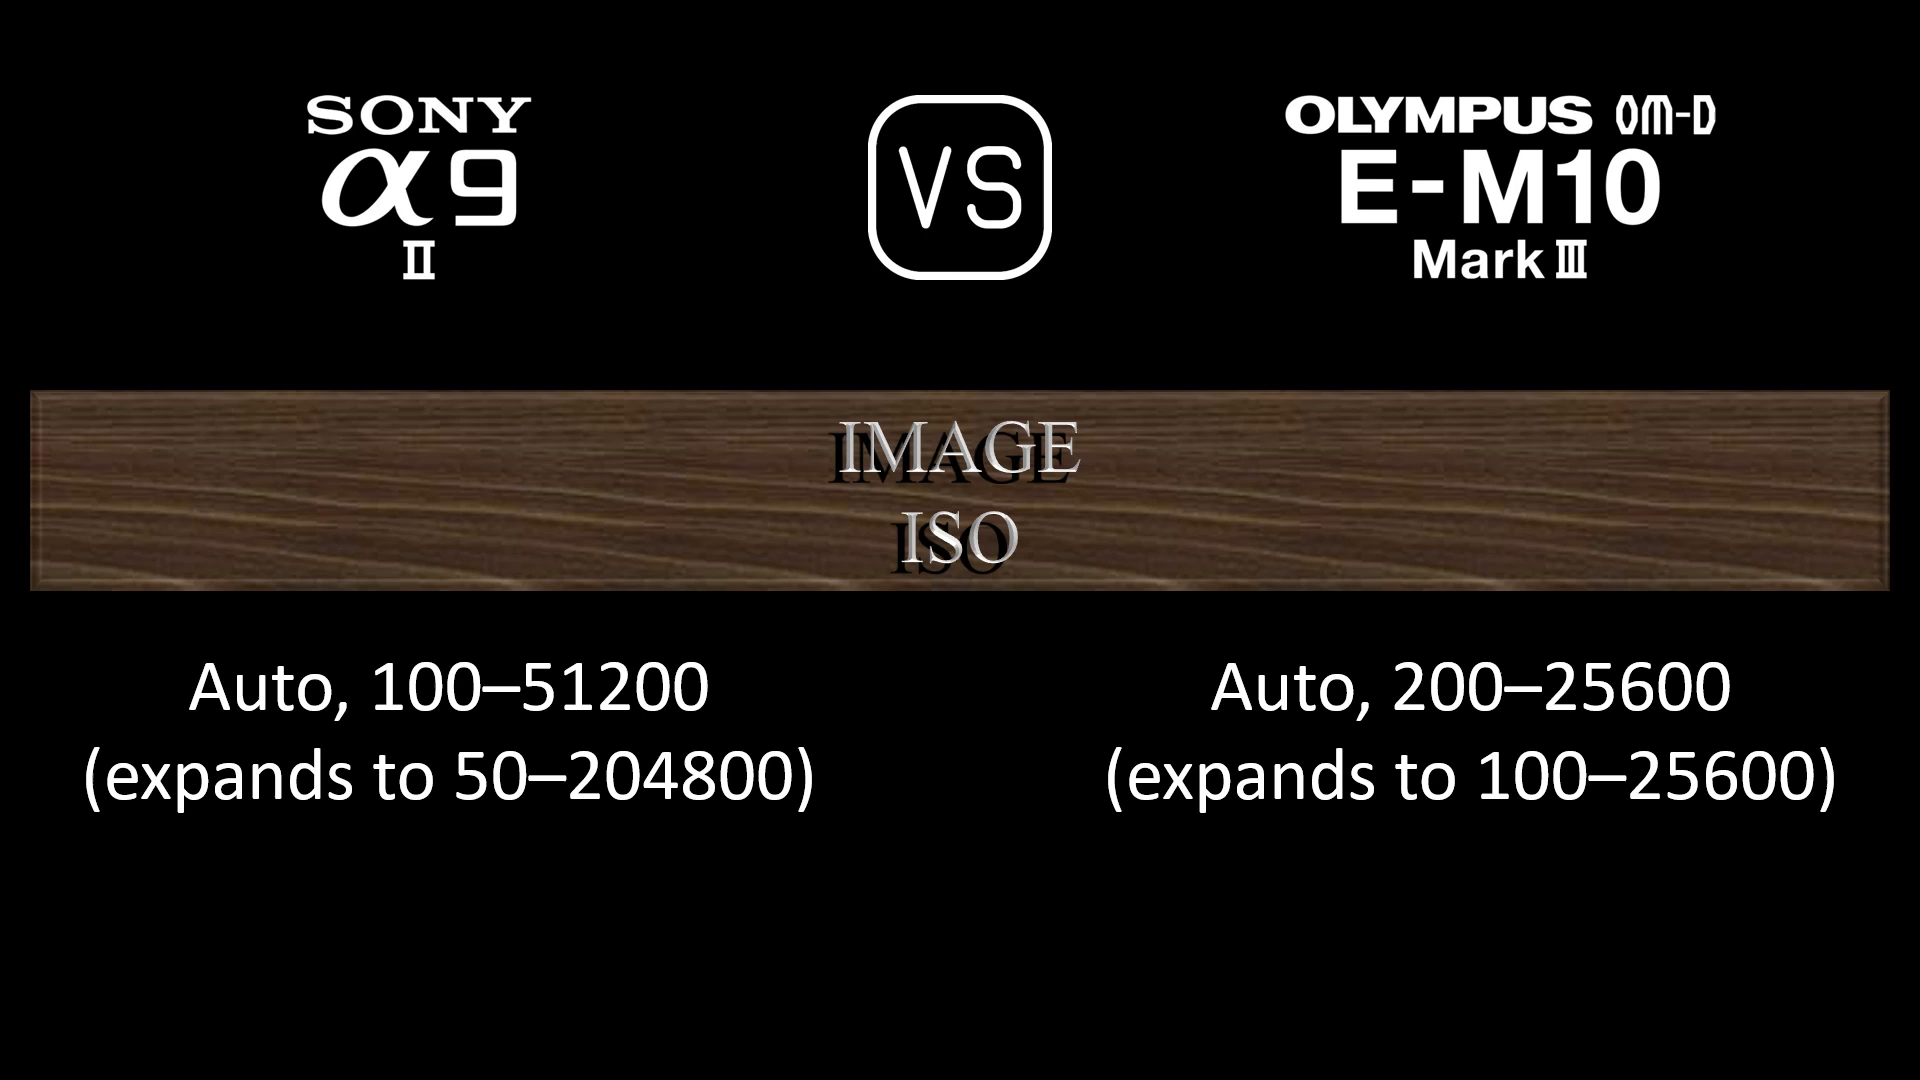 SONY
α9
II
VS
OLYMPUS OM-D
E-M10
Mark III
IMAGE
ISO
Auto, 100–51200
(expands to 50–204800)
Auto, 200–25600
(expands to 100–25600)